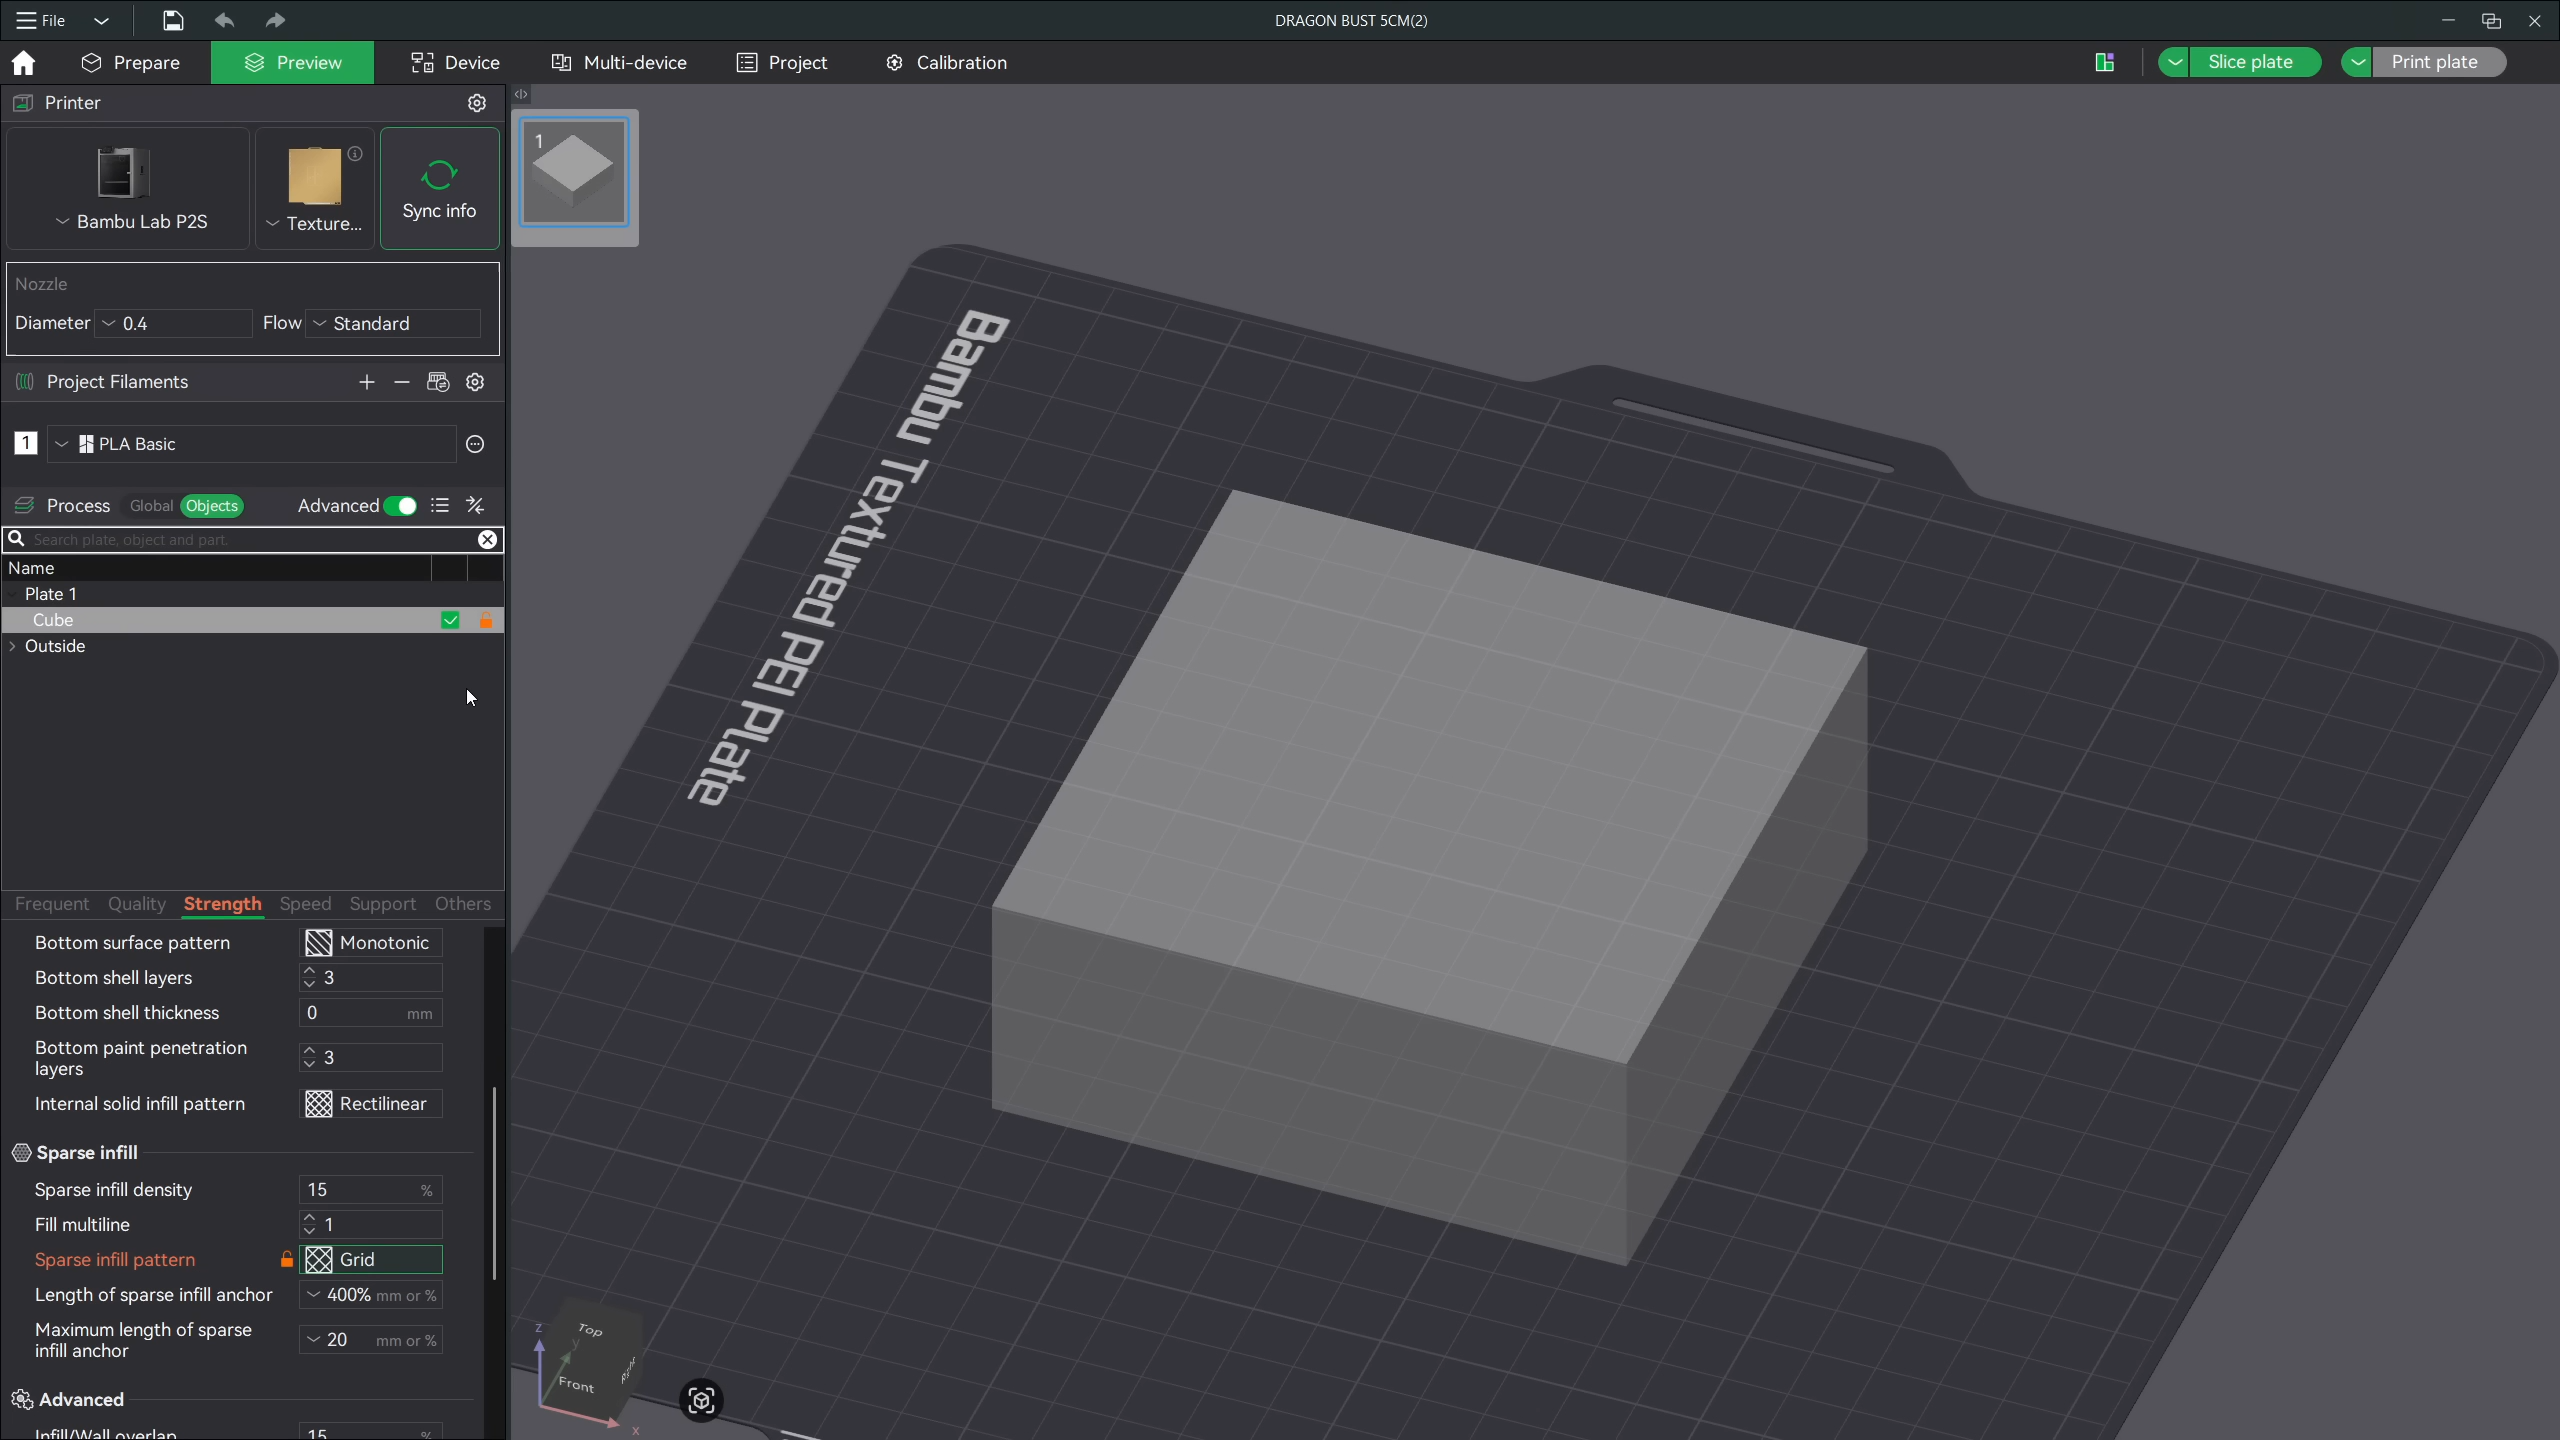 File
DRAGON BUST 5CM(2)
Prepare
Preview
Device
Multi-device
Project
Calibration
Slice plate
Print plate
Printer
Bambu Lab P2S
Texture...
Sync info
1
Nozzle
Diameter 0.4
Flow Standard
Project Filaments
1 PLA Basic
Process Global Objects Advanced
Search plate, object and part.
Name
Plate 1
Cube
Outside
Frequent Quality Strength Speed Support Others
Bottom surface pattern Monotonic
Bottom shell layers 3
Bottom shell thickness 0 mm
Bottom paint penetration
layers 3
Internal solid infill pattern Rectilinear
Sparse infill
Sparse infill density 15 %
Fill multiline 1
Sparse infill pattern Grid
Length of sparse infill anchor 400% mm or %
Maximum length of sparse
infill anchor 20 mm or %
Advanced
Infill/Wall overlap 15 %
Bambu Textured PEI Plate
Top
Front
Right
z
y
x